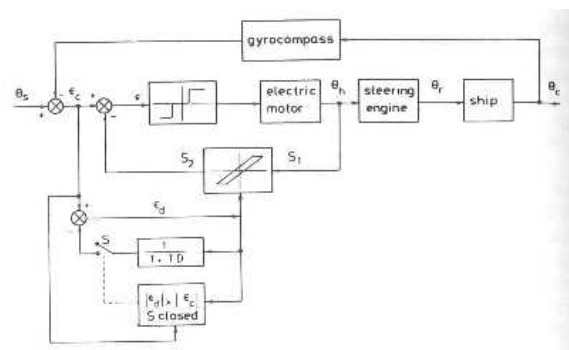 gyrocompass
θs
εc
ε
electric
motor
θh
steering
engine
θr
ship
θc
S2
S1
εd
S
1
1+TD
|εd|>|εc|
S closed